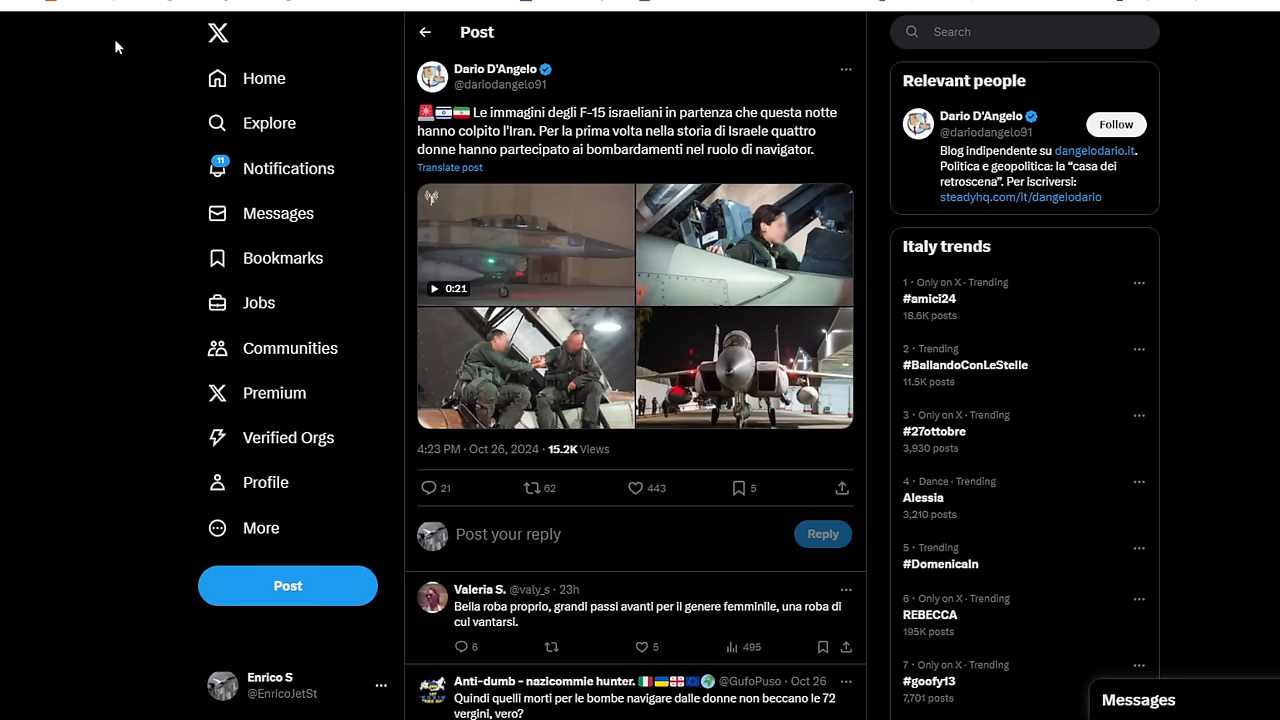 Home
Explore
11
Notifications
Messages
Bookmarks
Jobs
Communities
Premium
Verified Orgs
Profile
More
Post
Enrico S
@EnricoJetSt
Post
Dario D'Angelo
@dariodangelo91
Le immagini degli F-15 israeliani in partenza che questa notte
hanno colpito l'Iran. Per la prima volta nella storia di Israele quattro
donne hanno partecipato ai bombardamenti nel ruolo di navigator.
Translate post
0:21
4:23 PM · Oct 26, 2024 · 15.2K Views
21 62 443 5
Post your reply
Reply
Valeria S. @valy_s · 23h
Bella roba proprio, grandi passi avanti per il genere femminile, una roba di
cui vantarsi.
6 5 495
Anti-dumb - nazicommie hunter. @GufoPuso · Oct 26
Quindi quelli morti per le bombe navigare dalle donne non beccano le 72
vergini, vero?
Search
Relevant people
Dario D'Angelo
@dariodangelo91
Follow
Blog indipendente su dangelodario.it.
Politica e geopolitica: la “casa dei
retroscena”. Per iscriversi:
steadyhq.com/it/dangelodario
Italy trends
1 · Only on X · Trending
#amici24
18.6K posts
2 · Trending
#BallandoConLeStelle
11.5K posts
3 · Only on X · Trending
#27ottobre
3,930 posts
4 · Dance · Trending
Alessia
3,210 posts
5 · Trending
#DomenicaIn
6 · Only on X · Trending
REBECCA
195K posts
7 · Only on X · Trending
#goofy13
7,701 posts
Messages